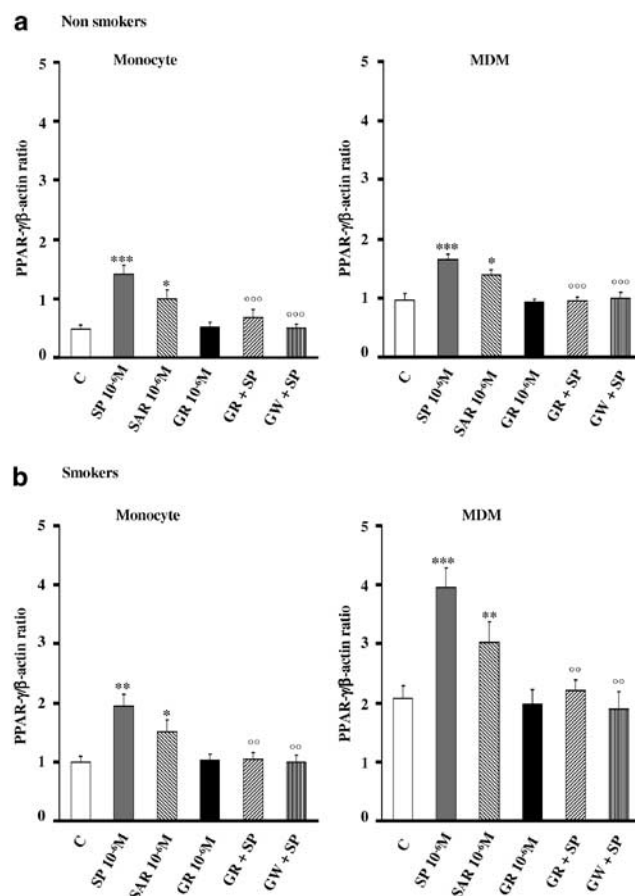 a Non smokers
Monocyte
PPAR-γ/β-actin ratio
5
4
3
2
1
0
***
*
°°°
°°°
C
SP 10⁻⁶M
SAR 10⁻⁶M
GR 10⁻⁶M
GR + SP
GW + SP
MDM
PPAR-γ/β-actin ratio
5
4
3
2
1
0
***
*
°°°
°°°
C
SP 10⁻⁶M
SAR 10⁻⁶M
GR 10⁻⁶M
GR + SP
GW + SP
b Smokers
Monocyte
PPAR-γ/β-actin ratio
5
4
3
2
1
0
**
*
°°
°°
C
SP 10⁻⁶M
SAR 10⁻⁶M
GR 10⁻⁶M
GR + SP
GW + SP
MDM
PPAR-γ/β-actin ratio
5
4
3
2
1
0
***
**
°°
°°
C
SP 10⁻⁶M
SAR 10⁻⁶M
GR 10⁻⁶M
GR + SP
GW + SP